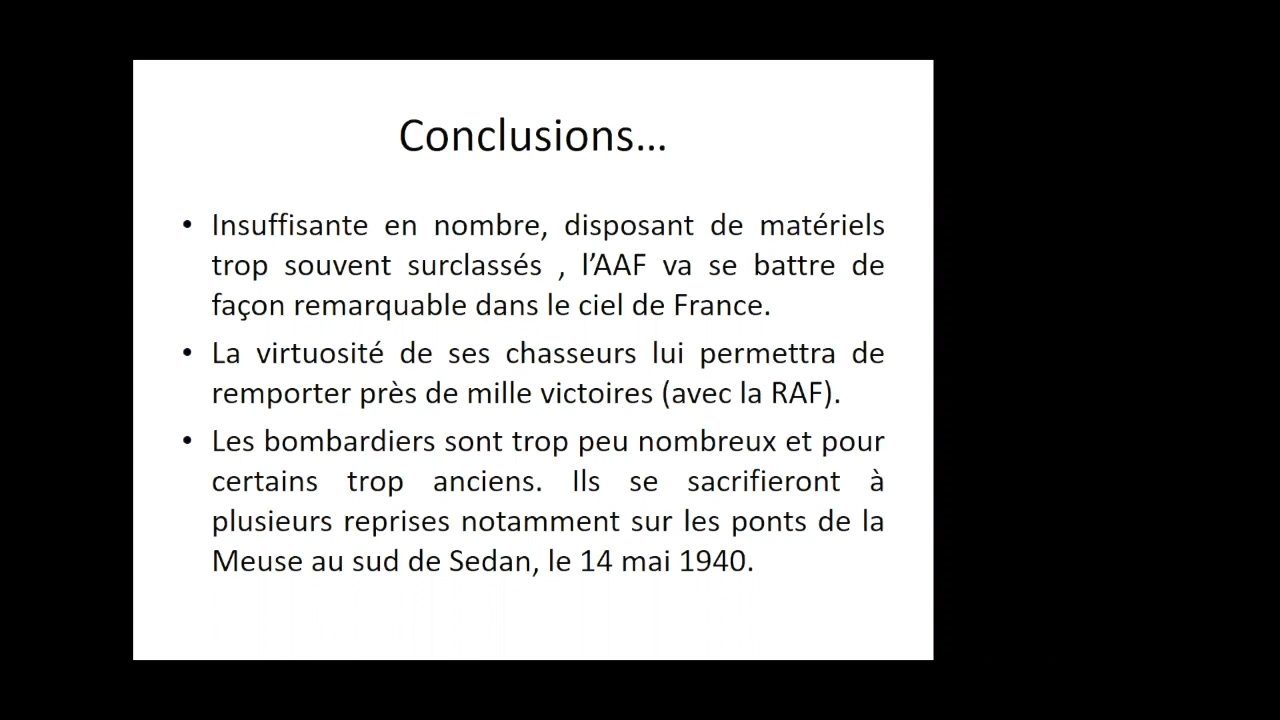 Conclusions...
• Insuffisante en nombre, disposant de matériels
trop souvent surclassés , l’AAF va se battre de
façon remarquable dans le ciel de France.
• La virtuosité de ses chasseurs lui permettra de
remporter près de mille victoires (avec la RAF).
• Les bombardiers sont trop peu nombreux et pour
certains trop anciens. Ils se sacrifieront à
plusieurs reprises notamment sur les ponts de la
Meuse au sud de Sedan, le 14 mai 1940.